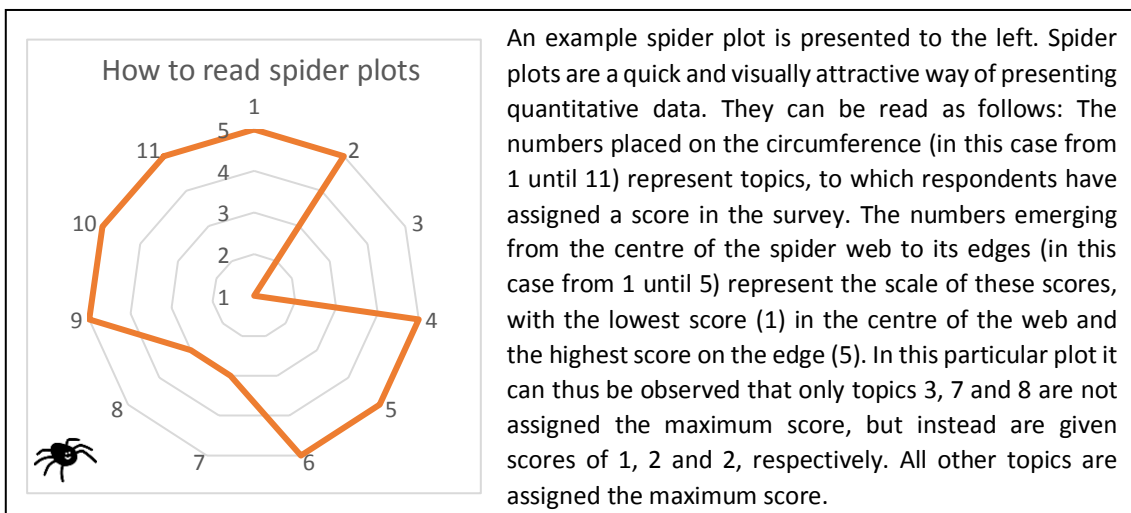 How to read spider plots
1
2
3
4
5
6
7
8
9
10
11
5
4
3
2
1
An example spider plot is presented to the left. Spider
plots are a quick and visually attractive way of presenting
quantitative data. They can be read as follows: The
numbers placed on the circumference (in this case from
1 until 11) represent topics, to which respondents have
assigned a score in the survey. The numbers emerging
from the centre of the spider web to its edges (in this
case from 1 until 5) represent the scale of these scores,
with the lowest score (1) in the centre of the web and
the highest score on the edge (5). In this particular plot it
can thus be observed that only topics 3, 7 and 8 are not
assigned the maximum score, but instead are given
scores of 1, 2 and 2, respectively. All other topics are
assigned the maximum score.